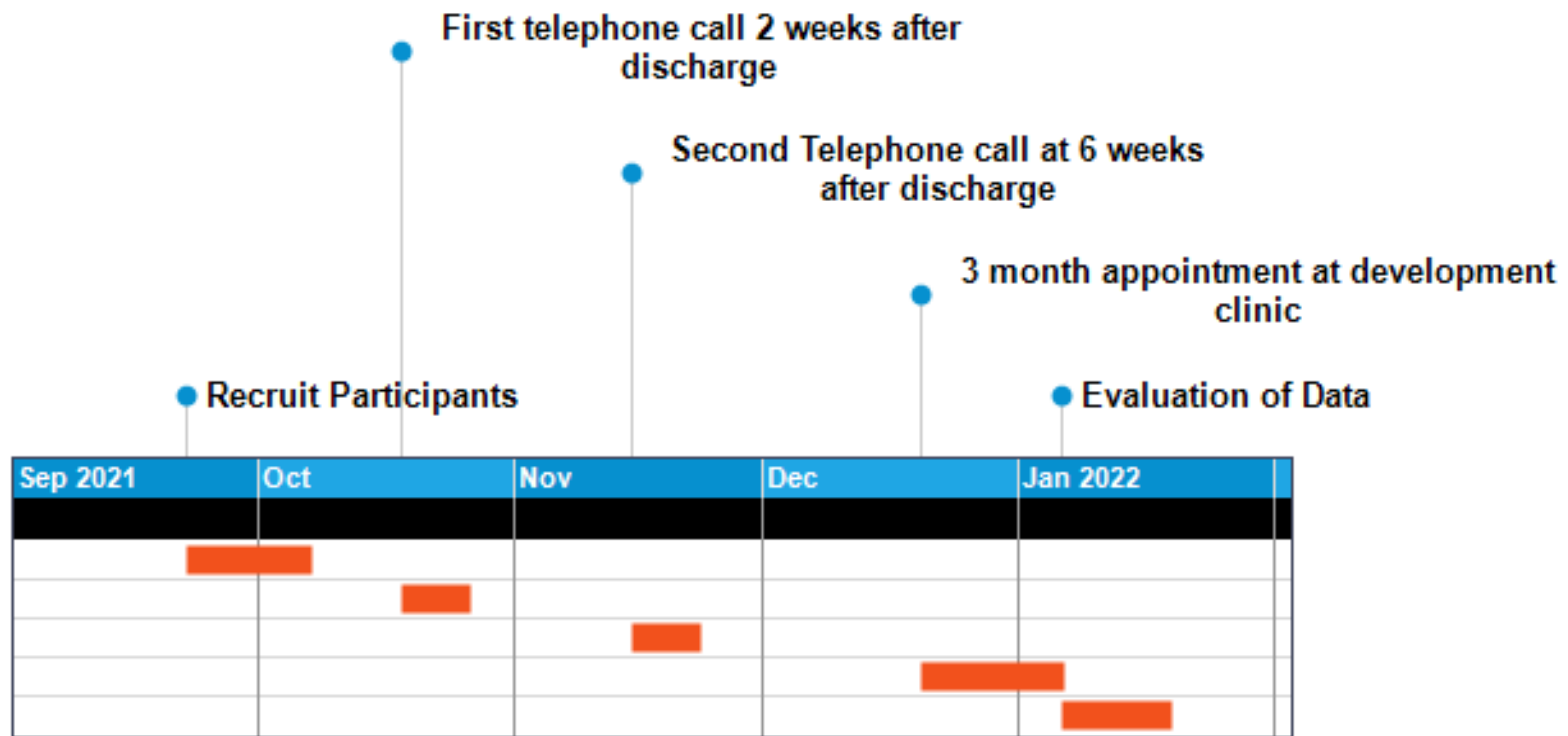 First telephone call 2 weeks after
discharge
Second Telephone call at 6 weeks
after discharge
3 month appointment at development
clinic
Recruit Participants
Evaluation of Data
Sep 2021
Oct
Nov
Dec
Jan 2022